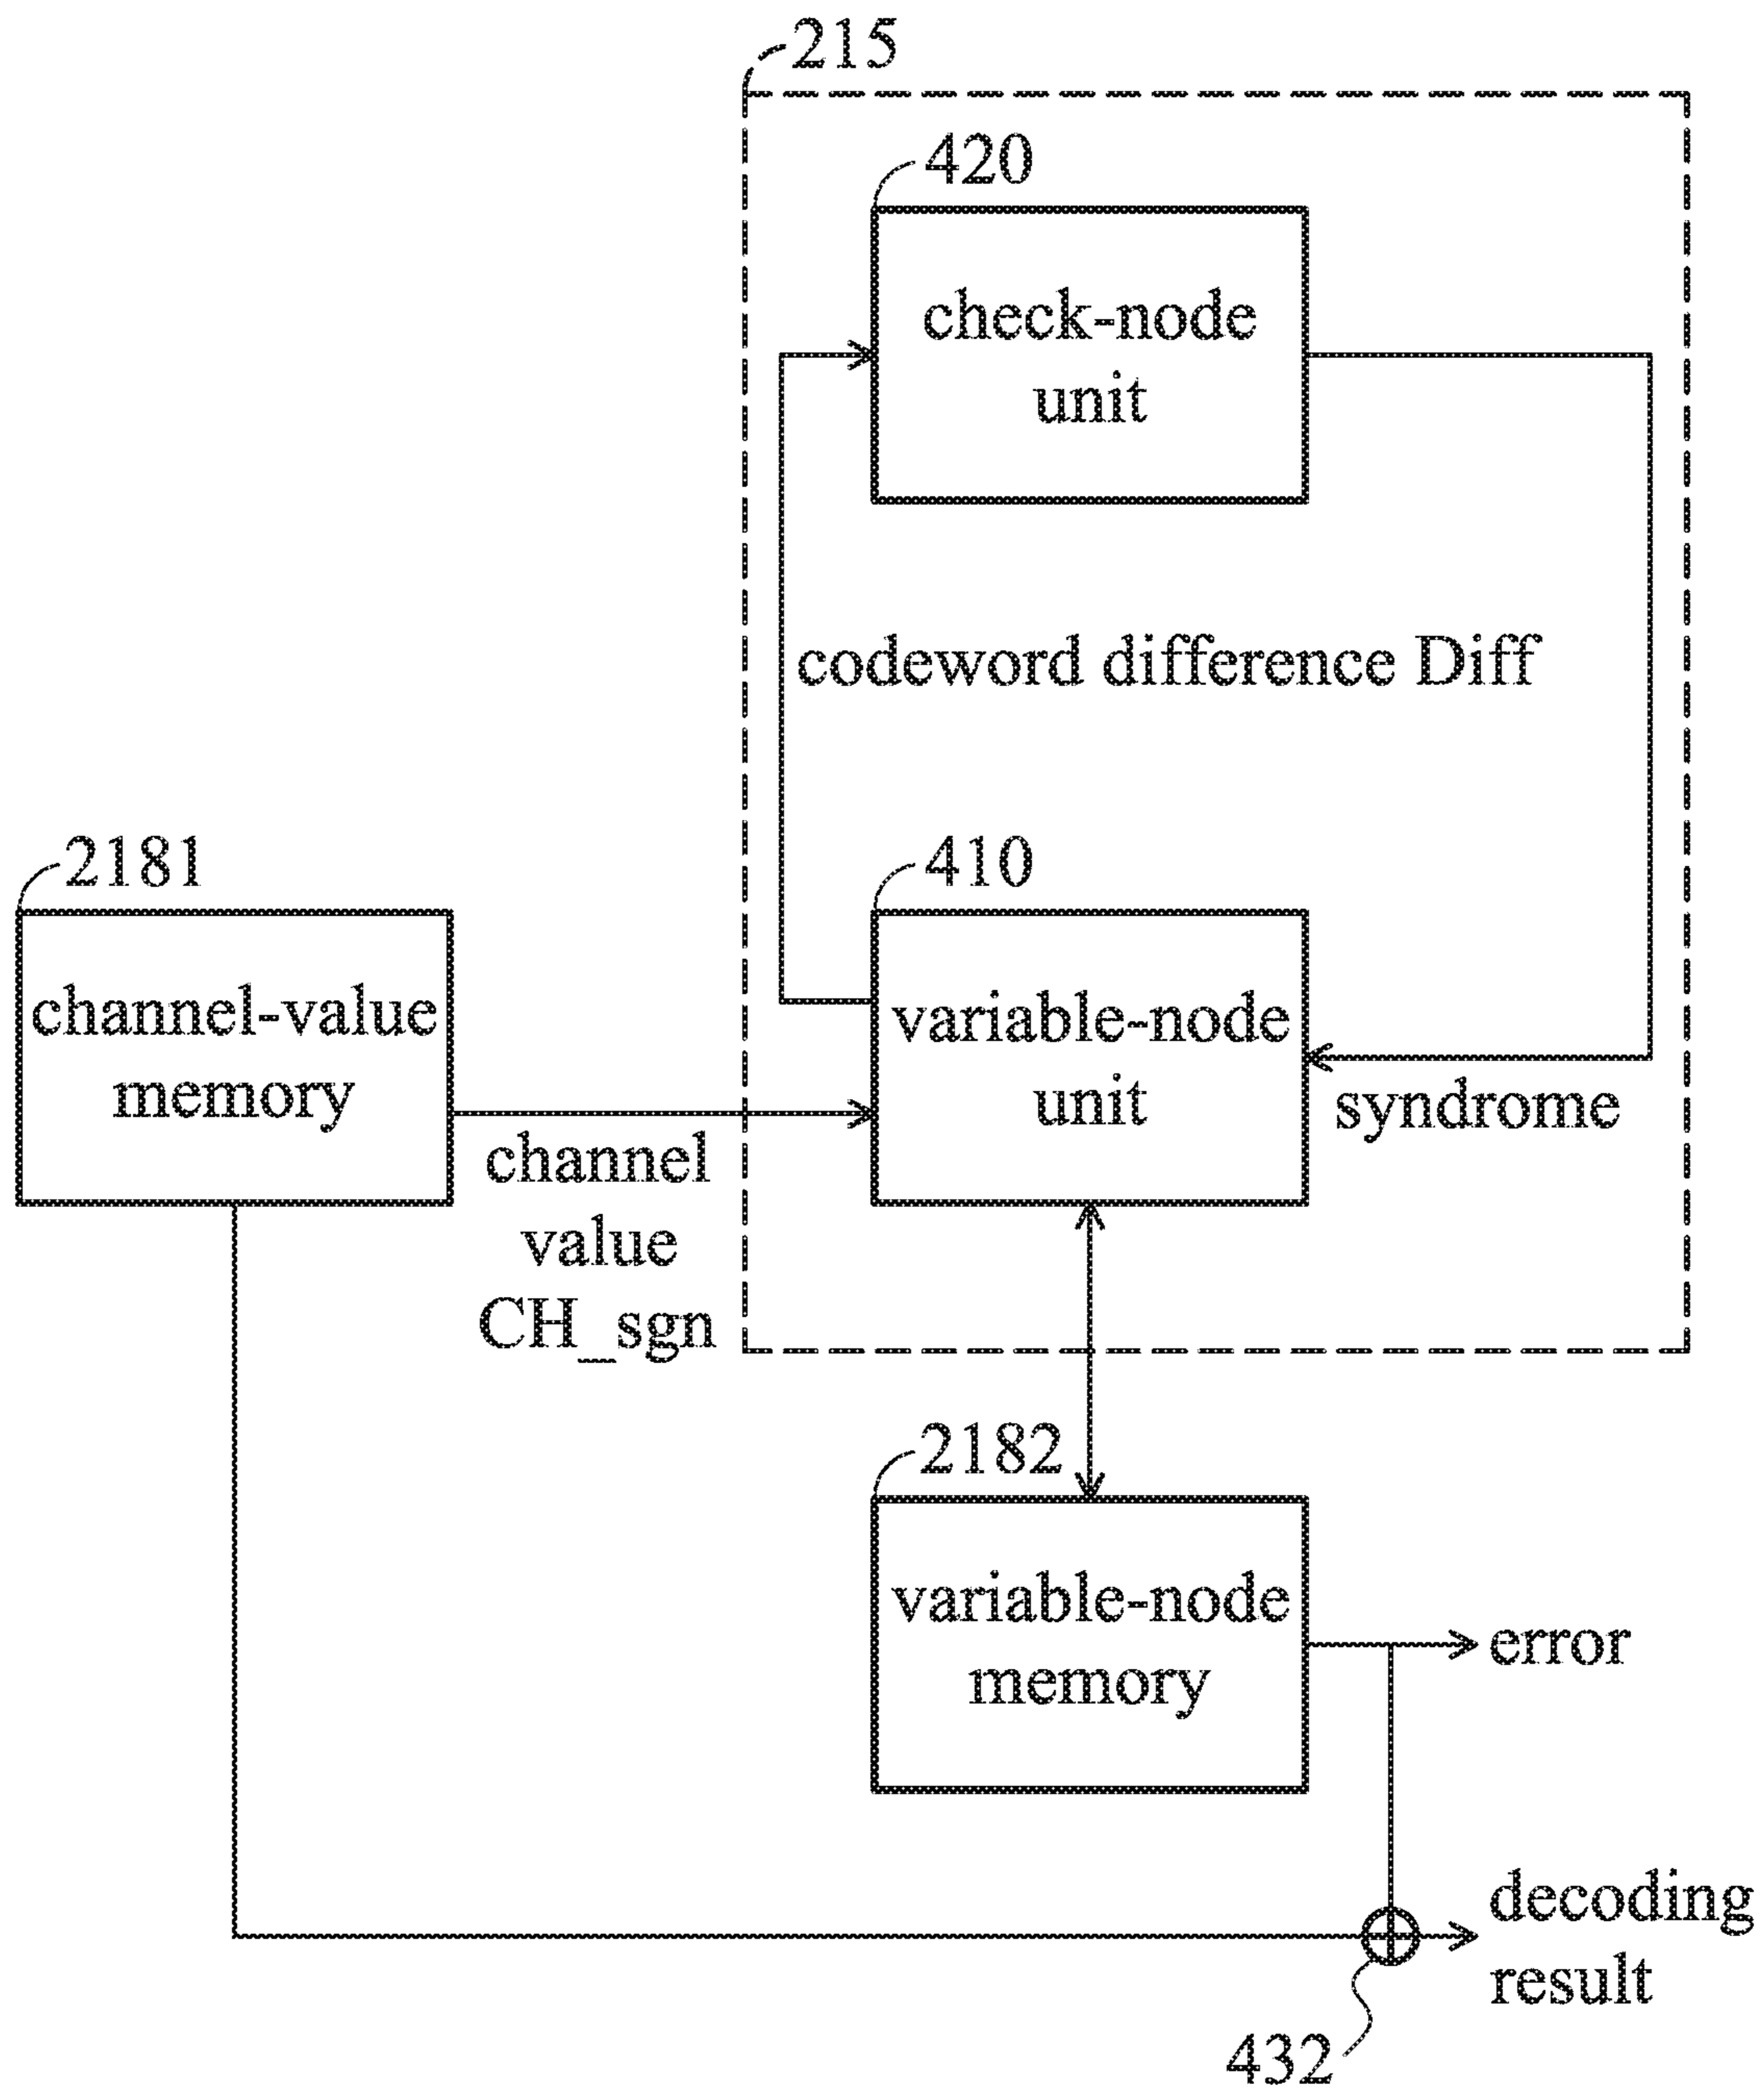 215
420
check-node
unit
codeword difference Diff
2181
channel-value
memory
410
variable-node
unit
syndrome
channel
value
CH_sgn
2182
variable-node
memory
error
decoding
result
432